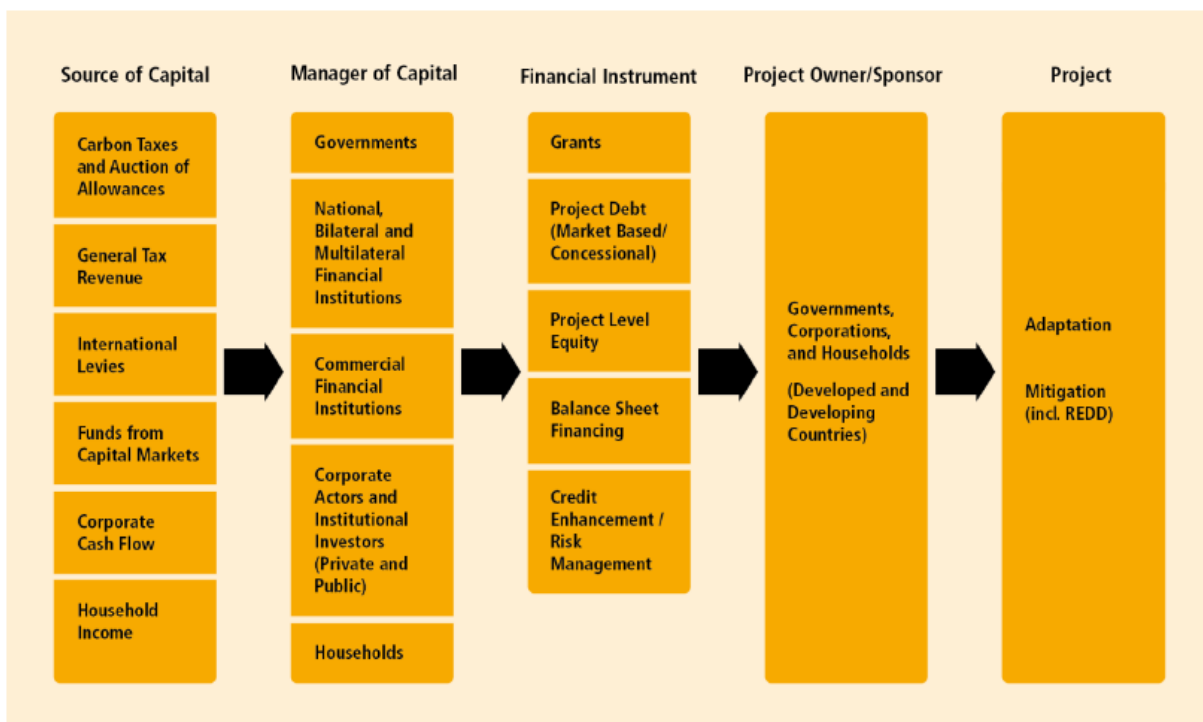 Source of Capital
Carbon Taxes
and Auction of
Allowances
General Tax
Revenue
International
Levies
Funds from
Capital Markets
Corporate
Cash Flow
Household
Income
Manager of Capital
Governments
National,
Bilateral and
Multilateral
Financial
Institutions
Commercial
Financial
Institutions
Corporate
Actors and
Institutional
Investors
(Private and
Public)
Households
Financial Instrument
Grants
Project Debt
(Market Based/
Concessional)
Project Level
Equity
Balance Sheet
Financing
Credit
Enhancement /
Risk
Management
Project Owner/Sponsor
Governments,
Corporations,
and Households
(Developed and
Developing
Countries)
Project
Adaptation
Mitigation
(incl. REDD)